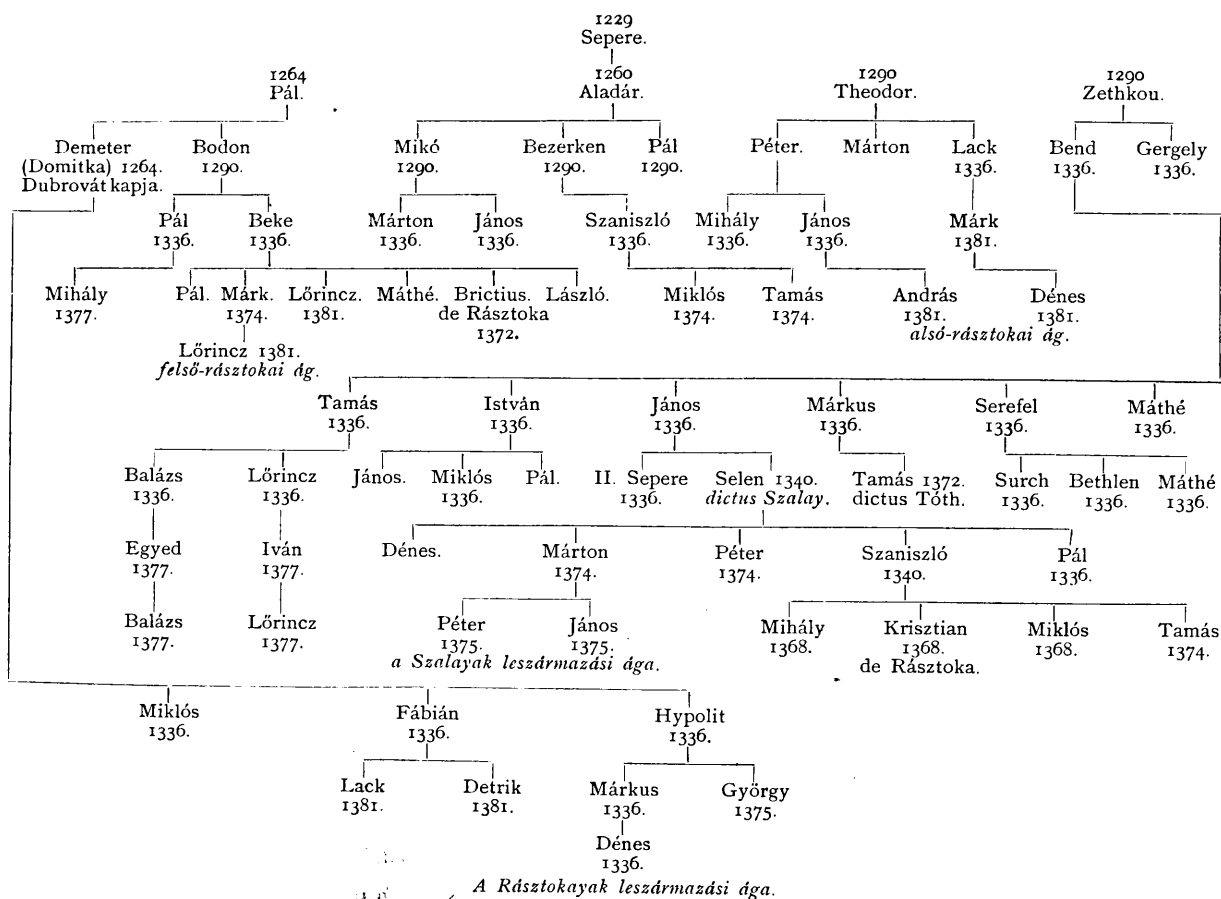 1229
Sepere.
1264
Pál.
1260
Aladár.
1290
Theodor.
1290
Zethkou.
Demeter
(Domitka) 1264.
Dubrovát kapja.
Bodon
1290.
Mikó
1290.
Bezerken
1290.
Pál
1290.
Péter.
Márton
Lack
1336.
Bend
1336.
Gergely
1336.
Pál
1336.
Beke
1336.
Márton
1336.
János
1336.
Szaniszló
1336.
Mihály
1336.
János
1336.
Márk
1381.
Mihály
1377.
Pál.
Márk.
1374.
Lőrincz.
1381.
Máthé.
Brictius.
de Rásztoka
1372.
László.
Miklós
1374.
Tamás
1374.
András
1381.
Dénes
1381.
alsó-rásztokai ág.
Lőrincz 1381.
felső-rásztokai ág.
Tamás
1336.
István
1336.
János
1336.
Márkus
1336.
Serefel
1336.
Máthé
1336.
Balázs
1336.
Lőrincz
1336.
János.
Miklós
1336.
Pál.
II. Sepere
1336.
Selen 1340.
dictus Szalay.
Tamás 1372.
dictus Tóth.
Surch
1336.
Bethlen
1336.
Máthé
1336.
Egyed
1377.
Iván
1377.
Dénes.
Márton
1374.
Péter
1374.
Szaniszló
1340.
Pál
1336.
Balázs
1377.
Lőrincz
1377.
Péter
1375.
János
1375.
a Szalayak leszármazási ága.
Mihály
1368.
Krisztian
1368.
de Rásztoka.
Miklós
1368.
Tamás
1374.
Miklós
1336.
Fábián
1336.
Hypolit
1336.
Lack
1381.
Detrik
1381.
Márkus
1336.
György
1375.
Dénes
1336.
A Rásztokayak leszármazási ága.